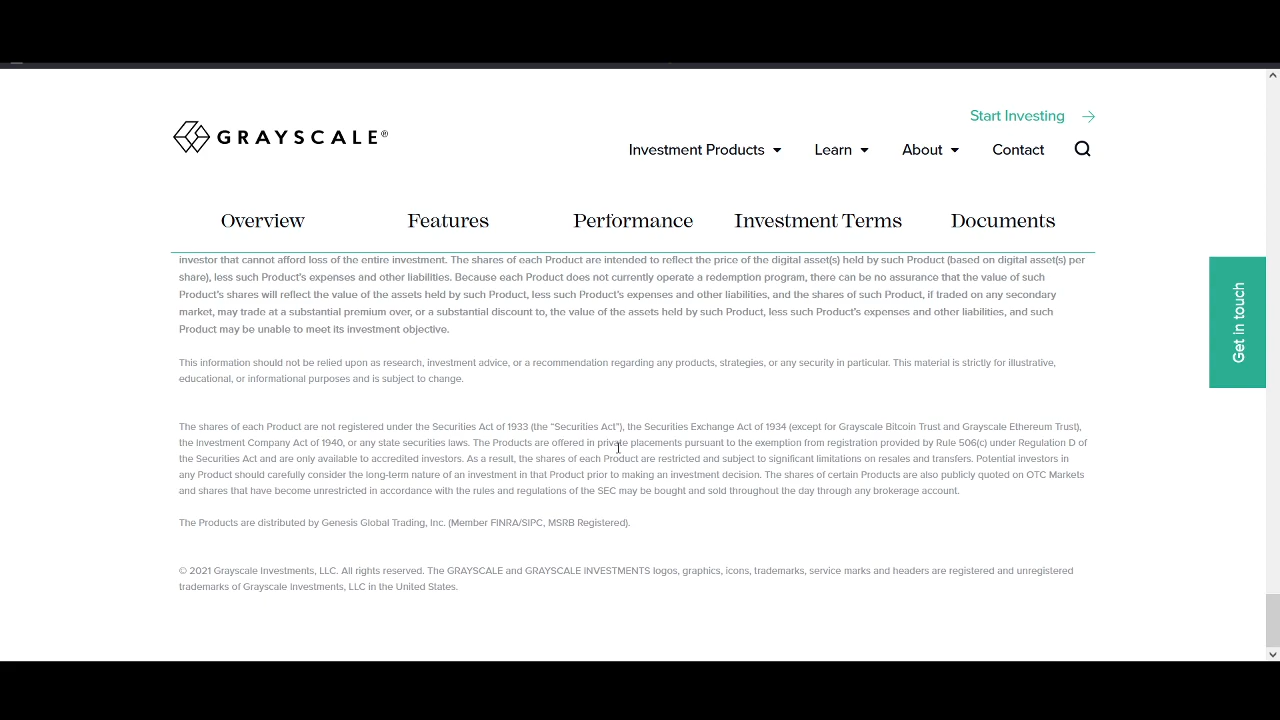 Start Investing
GRAYSCALE®
Investment Products
Learn
About
Contact
Overview
Features
Performance
Investment Terms
Documents
investor that cannot afford loss of the entire investment. The shares of each Product are intended to reflect the price of the digital asset(s) held by such Product (based on digital asset(s) per
share), less such Product's expenses and other liabilities. Because each Product does not currently operate a redemption program, there can be no assurance that the value of such
Product's shares will reflect the value of the assets held by such Product, less such Product's expenses and other liabilities, and the shares of such Product, if traded on any secondary
market, may trade at a substantial premium over, or a substantial discount to, the value of the assets held by such Product, less such Product's expenses and other liabilities, and such
Product may be unable to meet its investment objective.
This information should not be relied upon as research, investment advice, or a recommendation regarding any products, strategies, or any security in particular. This material is strictly for illustrative,
educational, or informational purposes and is subject to change.
The shares of each Product are not registered under the Securities Act of 1933 (the “Securities Act”), the Securities Exchange Act of 1934 (except for Grayscale Bitcoin Trust and Grayscale Ethereum Trust),
the Investment Company Act of 1940, or any state securities laws. The Products are offered in private placements pursuant to the exemption from registration provided by Rule 506(c) under Regulation D of
the Securities Act and are only available to accredited investors. As a result, the shares of each Product are restricted and subject to significant limitations on resales and transfers. Potential investors in
any Product should carefully consider the long-term nature of an investment in that Product prior to making an investment decision. The shares of certain Products are also publicly quoted on OTC Markets
and shares that have become unrestricted in accordance with the rules and regulations of the SEC may be bought and sold throughout the day through any brokerage account.
The Products are distributed by Genesis Global Trading, Inc. (Member FINRA/SIPC, MSRB Registered).
© 2021 Grayscale Investments, LLC. All rights reserved. The GRAYSCALE and GRAYSCALE INVESTMENTS logos, graphics, icons, trademarks, service marks and headers are registered and unregistered
trademarks of Grayscale Investments, LLC in the United States.
Get in touch